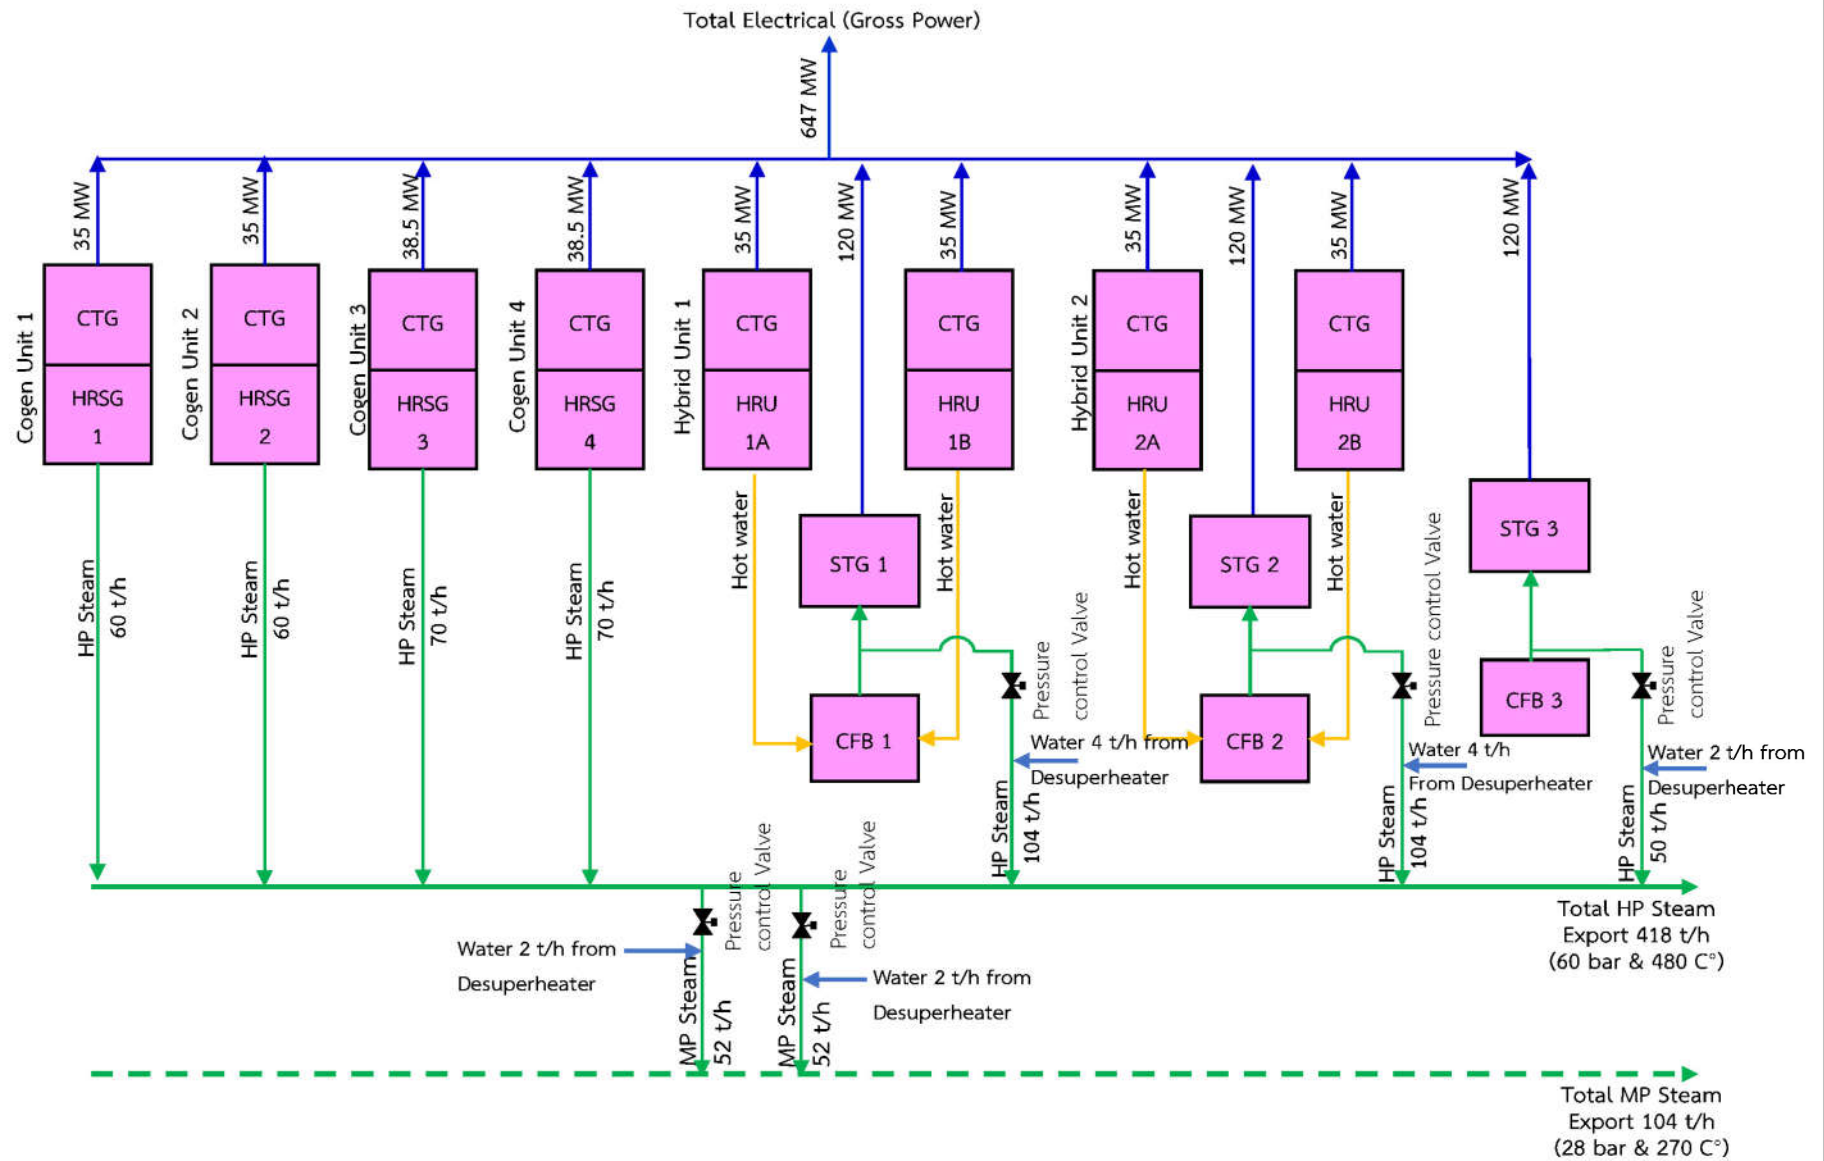 Total Electrical (Gross Power)
647 MW
35 MW
35 MW
38.5 MW
38.5 MW
35 MW
120 MW
35 MW
35 MW
120 MW
35 MW
120 MW
Cogen Unit 1
CTG
HRSG
1
Cogen Unit 2
CTG
HRSG
2
Cogen Unit 3
CTG
HRSG
3
Cogen Unit 4
CTG
HRSG
4
Hybrid Unit 1
CTG
HRU
1A
CTG
HRU
1B
Hybrid Unit 2
CTG
HRU
2A
CTG
HRU
2B
HP Steam
60 t/h
HP Steam
60 t/h
HP Steam
70 t/h
HP Steam
70 t/h
Hot water
STG 1
Hot water
Hot water
STG 2
Hot water
STG 3
CFB 1
CFB 2
CFB 3
Pressure
control Valve
Pressure control Valve
Pressure
control Valve
Water 4 t/h from
Desuperheater
Water 4 t/h
From Desuperheater
Water 2 t/h from
Desuperheater
HP Steam
104 t/h
HP Steam
104 t/h
HP Steam
50 t/h
Pressure
control Valve
Pressure
control Valve
Total HP Steam
Export 418 t/h
(60 bar & 480 C°)
Water 2 t/h from
Desuperheater
Water 2 t/h from
Desuperheater
MP Steam
52 t/h
MP Steam
52 t/h
Total MP Steam
Export 104 t/h
(28 bar & 270 C°)